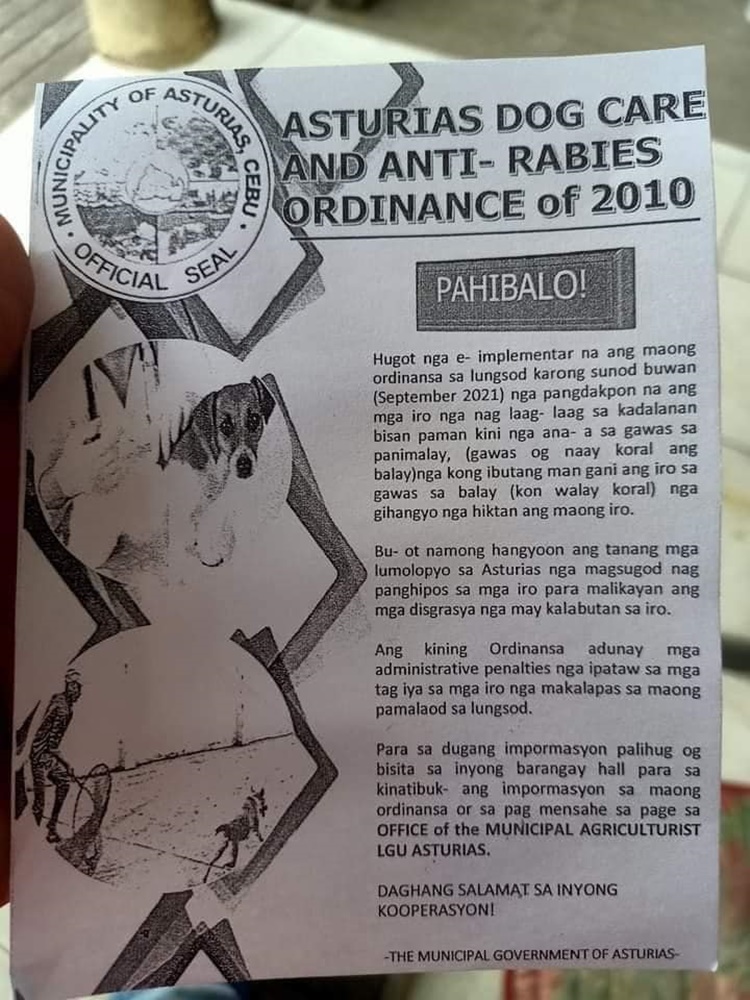 MUNICIPALITY OF ASTURIAS, CEBU
OFFICIAL SEAL
ASTURIAS DOG CARE
AND ANTI- RABIES
ORDINANCE of 2010
PAHIBALO!
Hugot nga e- implementar na ang maong
ordinansa sa lungsod karong sunod buwan
(September 2021) nga pangdakpon na ang
mga iro nga nag laag- laag sa kadalanan
bisan paman kini nga ana- a sa gawas sa
panimalay, (gawas og naay koral ang
balay)nga kong ibutang man gani ang iro sa
gawas sa balay (kon walay koral) nga
gihangyo nga hiktan ang maong iro.
Bu- ot namong hangyoon ang tanang mga
lumolopyo sa Asturias nga magsugod nag
panghipos sa mga iro para malikayan ang
mga disgrasya nga may kalabutan sa iro.
Ang kining Ordinansa adunay mga
administrative penalties nga ipataw sa mga
tag iya sa mga iro nga makalapas sa maong
pamalaod sa lungsod.
Para sa dugang impormasyon palihug og
bisita sa inyong barangay hall para sa
kinatibuk- ang impormasyon sa maong
ordinansa or sa pag mensahe sa page sa
OFFICE of the MUNICIPAL AGRICULTURIST
LGU ASTURIAS.
DAGHANG SALAMAT SA INYONG
KOOPERASYON!
-THE MUNICIPAL GOVERNMENT OF ASTURIAS-